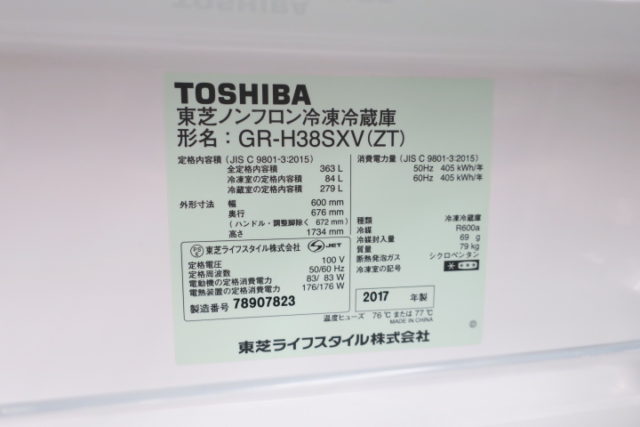 TOSHIBA
東芝ノンフロン冷凍冷蔵庫
形名：GR-H38SXV(ZT)
定格内容積 (JIS C 9801-3:2015)
全定格内容積 363 L
冷凍室の定格内容積 84 L
冷蔵室の定格内容積 279 L
外形寸法 幅 600 mm
奥行 676 mm
(ハンドル・調整脚除く 672 mm)
高さ 1734 mm
消費電力量 (JIS C 9801-3:2015)
50Hz 405 kWh/年
60Hz 405 kWh/年
種類 冷凍冷蔵庫
冷媒 R600a
冷媒封入量 69 g
質量 79 kg
断熱発泡ガス シクロペンタン
冷凍室の記号
PS E 東芝ライフスタイル株式会社 S JET
定格電圧 100 V
定格周波数 50/60 Hz
電動機の定格消費電力 83/ 83 W
電熱装置の定格消費電力 176/176 W
製造番号 78907823
2017 年製
温度ヒューズ 76 ℃ または 77 ℃
MADE IN CHINA
東芝ライフスタイル株式会社